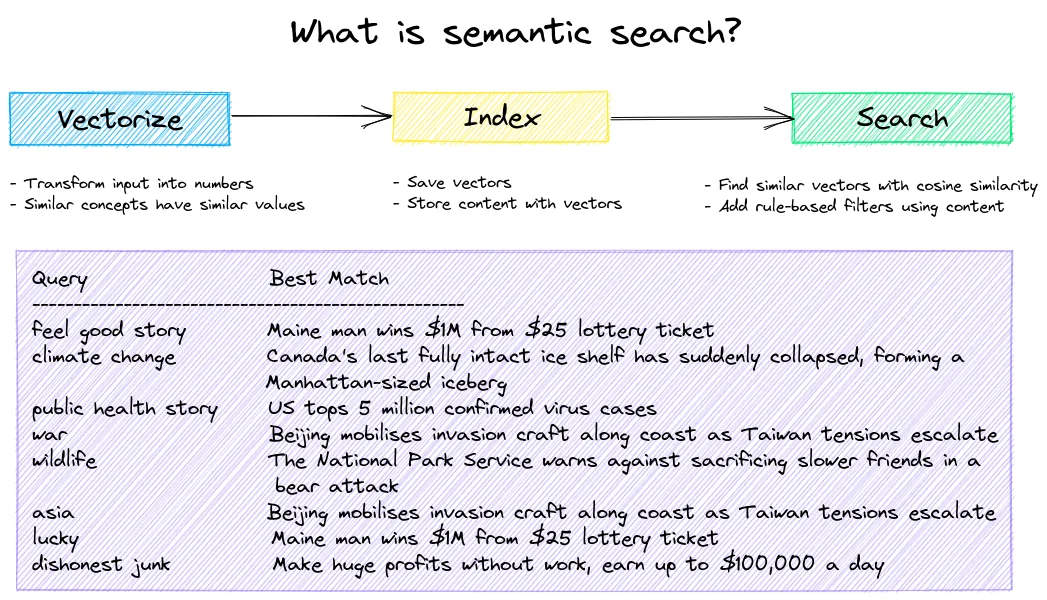 What is semantic search?
Vectorize
Index
Search
- Transform input into numbers
- Similar concepts have similar values
- Save vectors
- Store content with vectors
- Find similar vectors with cosine similarity
- Add rule-based filters using content
Query Best Match
----------------------------------------------------
feel good story Maine man wins $1M from $25 lottery ticket
climate change Canada's last fully intact ice shelf has suddenly collapsed, forming a
Manhattan-sized iceberg
public health story US tops 5 million confirmed virus cases
war Beijing mobilises invasion craft along coast as Taiwan tensions escalate
wildlife The National Park Service warns against sacrificing slower friends in a
bear attack
asia Beijing mobilises invasion craft along coast as Taiwan tensions escalate
lucky Maine man wins $1M from $25 lottery ticket
dishonest junk Make huge profits without work, earn up to $100,000 a day